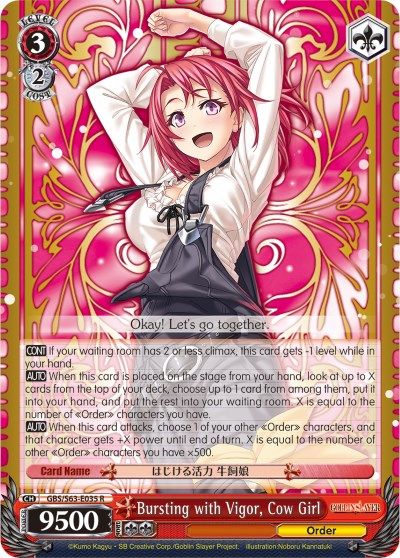 LEVEL
3
2
COST
Okay! Let's go together.
CONT If your waiting room has 2 or less climax, this card gets -1 level while in
your hand.
AUTO When this card is placed on the stage from your hand, look at up to X
cards from the top of your deck, choose up to 1 card from among them, put it
into your hand, and put the rest into your waiting room. X is equal to the
number of «Order» characters you have.
AUTO When this card attacks, choose 1 of your other «Order» characters, and
that character gets +X power until end of turn. X is equal to the number of
«Order» characters you have ×500.
Card Name はじける活力 牛飼娘
CH GBS/S63-E035 R
Bursting with Vigor, Cow Girl
GOBLIN SLAYER
POWER
9500
Order
©Kumo Kagyu・SB Creative Corp./Goblin Slayer Project. Illustration:Noboru Kannatuki